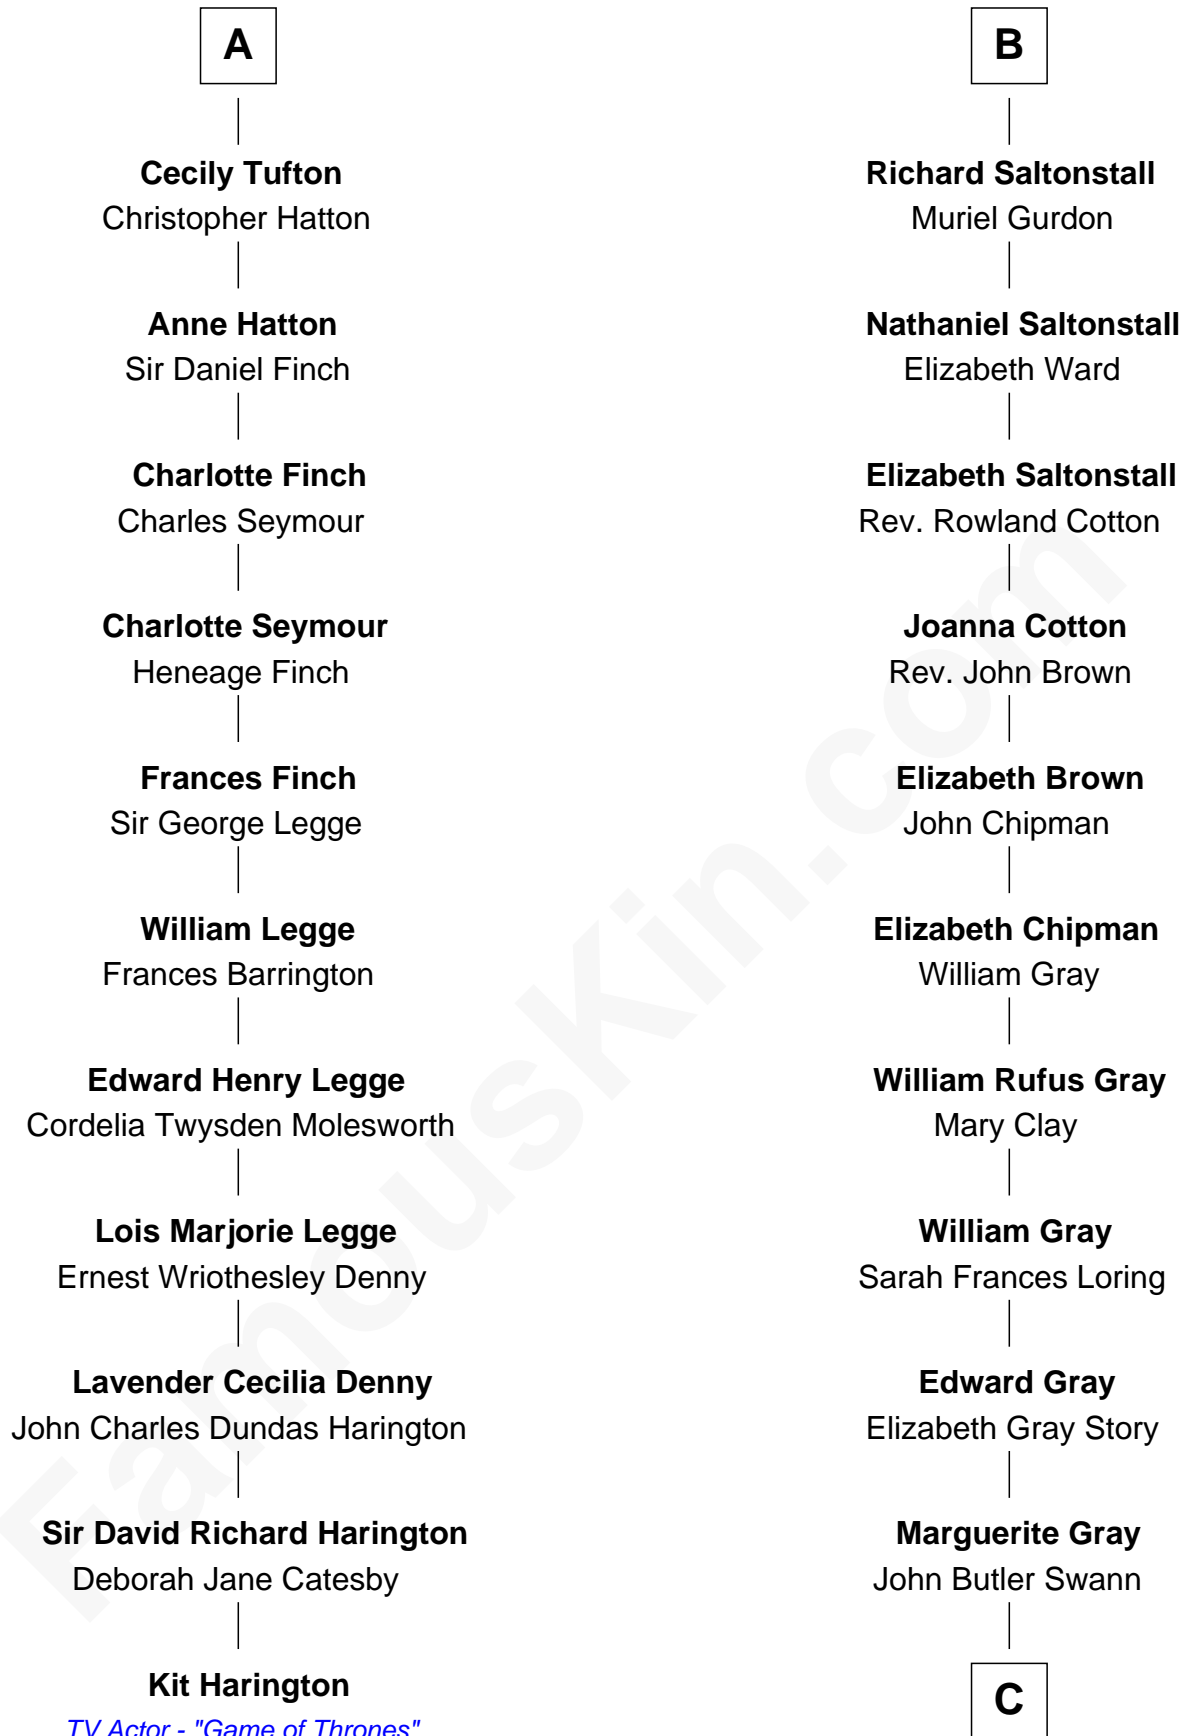 A
Cecily Tufton
Christopher Hatton
Anne Hatton
Sir Daniel Finch
Charlotte Finch
Charles Seymour
Charlotte Seymour
Heneage Finch
Frances Finch
Sir George Legge
William Legge
Frances Barrington
Edward Henry Legge
Cordelia Twysden Molesworth
Lois Marjorie Legge
Ernest Wriothesley Denny
Lavender Cecilia Denny
John Charles Dundas Harington
Sir David Richard Harington
Deborah Jane Catesby
Kit Harington
TV Actor - "Game of Thrones"
B
Richard Saltonstall
Muriel Gurdon
Nathaniel Saltonstall
Elizabeth Ward
Elizabeth Saltonstall
Rev. Rowland Cotton
Joanna Cotton
Rev. John Brown
Elizabeth Brown
John Chipman
Elizabeth Chipman
William Gray
William Rufus Gray
Mary Clay
William Gray
Sarah Frances Loring
Edward Gray
Elizabeth Gray Story
Marguerite Gray
John Butler Swann
C
FamousKin.com